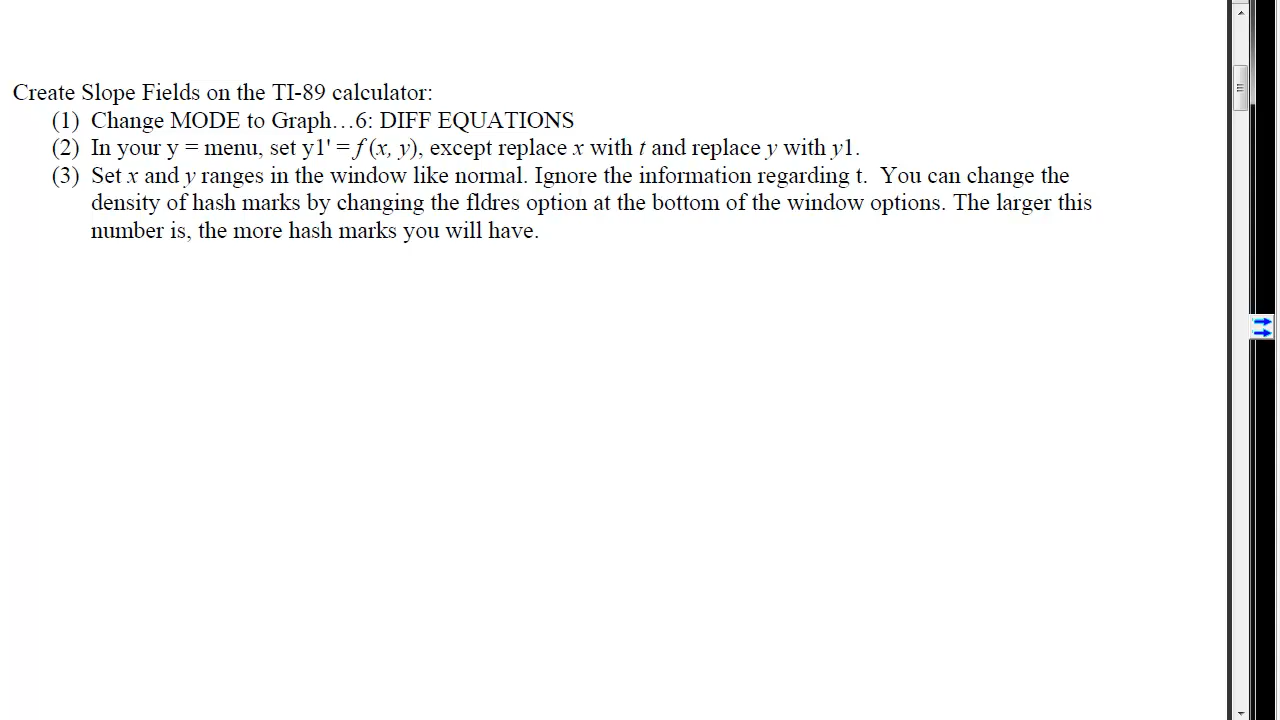 Create Slope Fields on the TI-89 calculator:
(1) Change MODE to Graph…6: DIFF EQUATIONS
(2) In your y = menu, set y1' = f (x, y), except replace x with t and replace y with y1.
(3) Set x and y ranges in the window like normal. Ignore the information regarding t.  You can change the
density of hash marks by changing the fldres option at the bottom of the window options. The larger this
number is, the more hash marks you will have.